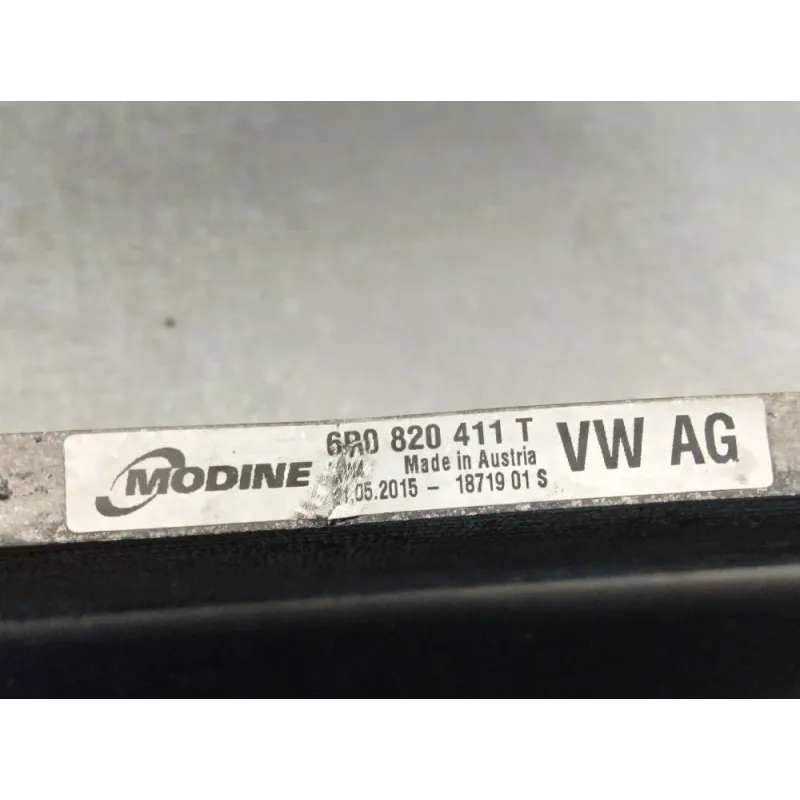 MODINE
6R0 820 411 T
Made in Austria
.05.2015 - 18719 01 S
VW AG